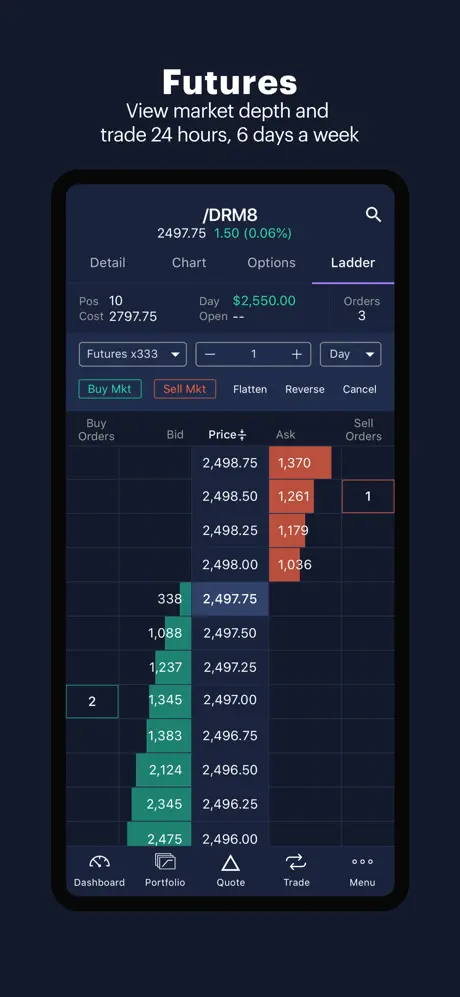 Futures
View market depth and
trade 24 hours, 6 days a week
/DRM8
2497.75 1.50 (0.06%)
Detail Chart Options Ladder
Pos 10 Day $2,550.00 Orders
Cost 2797.75 Open -- 3
Futures x333 — 1 + Day
Buy Mkt Sell Mkt Flatten Reverse Cancel
Buy Orders Bid Price Ask Sell Orders
2,498.75 1,370
2,498.50 1,261 1
2,498.25 1,179
2,498.00 1,036
338 2,497.75
1,088 2,497.50
1,237 2,497.25
2 1,345 2,497.00
1,383 2,496.75
2,124 2,496.50
2,345 2,496.25
2,475 2,496.00
Dashboard Portfolio Quote Trade Menu